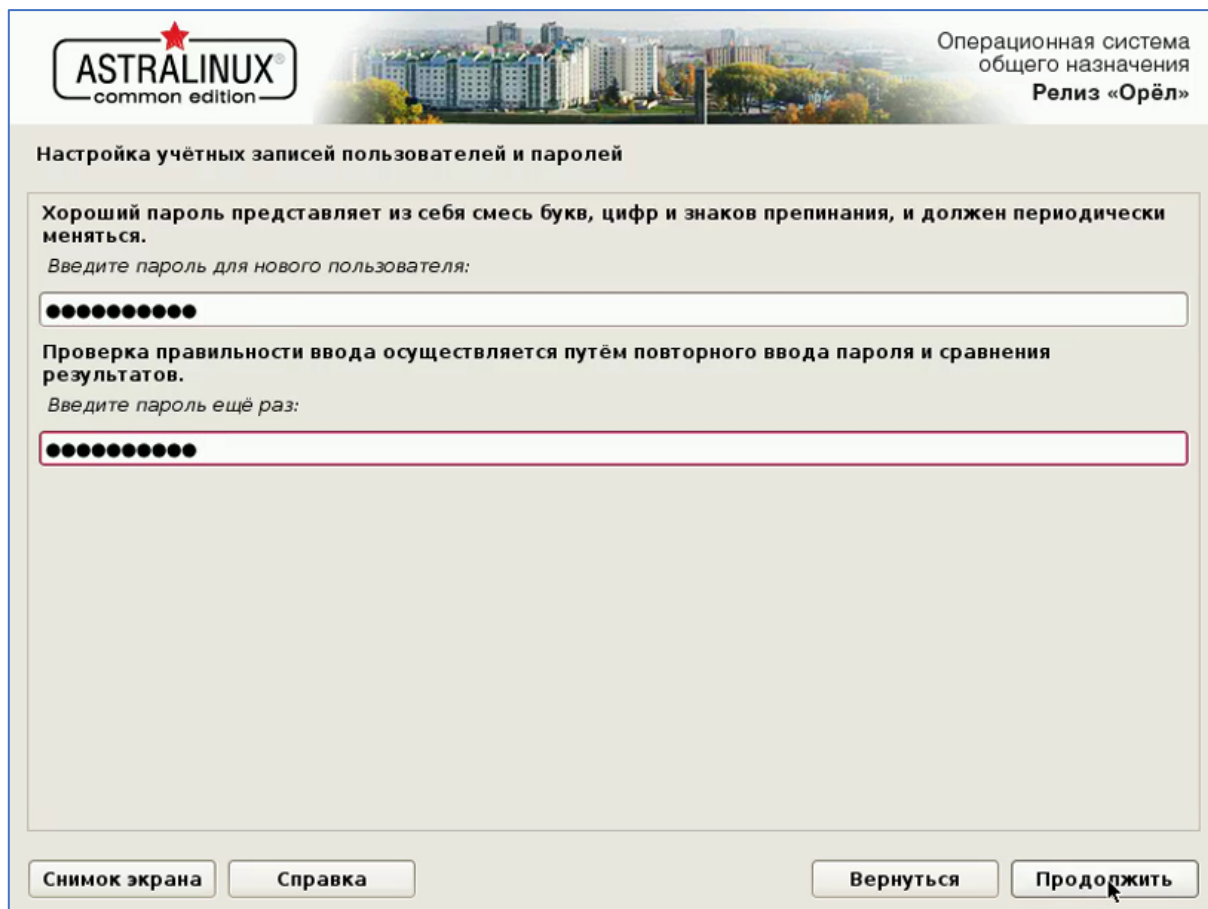 ASTRALINUX®
common edition
Операционная система
общего назначения
Релиз «Орёл»
Настройка учётных записей пользователей и паролей
Хороший пароль представляет из себя смесь букв, цифр и знаков препинания, и должен периодически
меняться.
Введите пароль для нового пользователя:
●●●●●●●●●●
Проверка правильности ввода осуществляется путём повторного ввода пароля и сравнения
результатов.
Введите пароль ещё раз:
●●●●●●●●●●
Снимок экрана
Справка
Вернуться
Продолжить